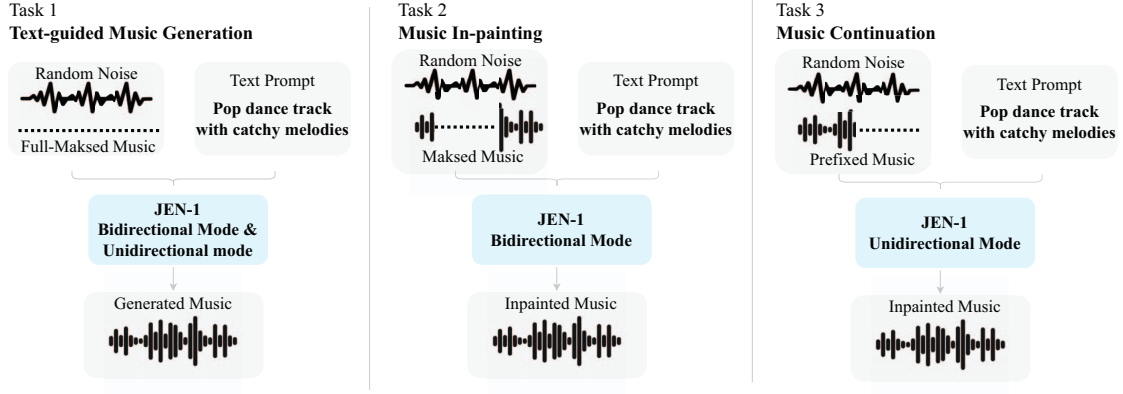 Task 1
Text-guided Music Generation
Random Noise
Full-Maksed Music
Text Prompt
Pop dance track
with catchy melodies
JEN-1
Bidirectional Mode &
Unidirectional mode
Generated Music
Task 2
Music In-painting
Random Noise
Maksed Music
Text Prompt
Pop dance track
with catchy melodies
JEN-1
Bidirectional Mode
Inpainted Music
Task 3
Music Continuation
Random Noise
Prefixed Music
Text Prompt
Pop dance track
with catchy melodies
JEN-1
Unidirectional Mode
Inpainted Music